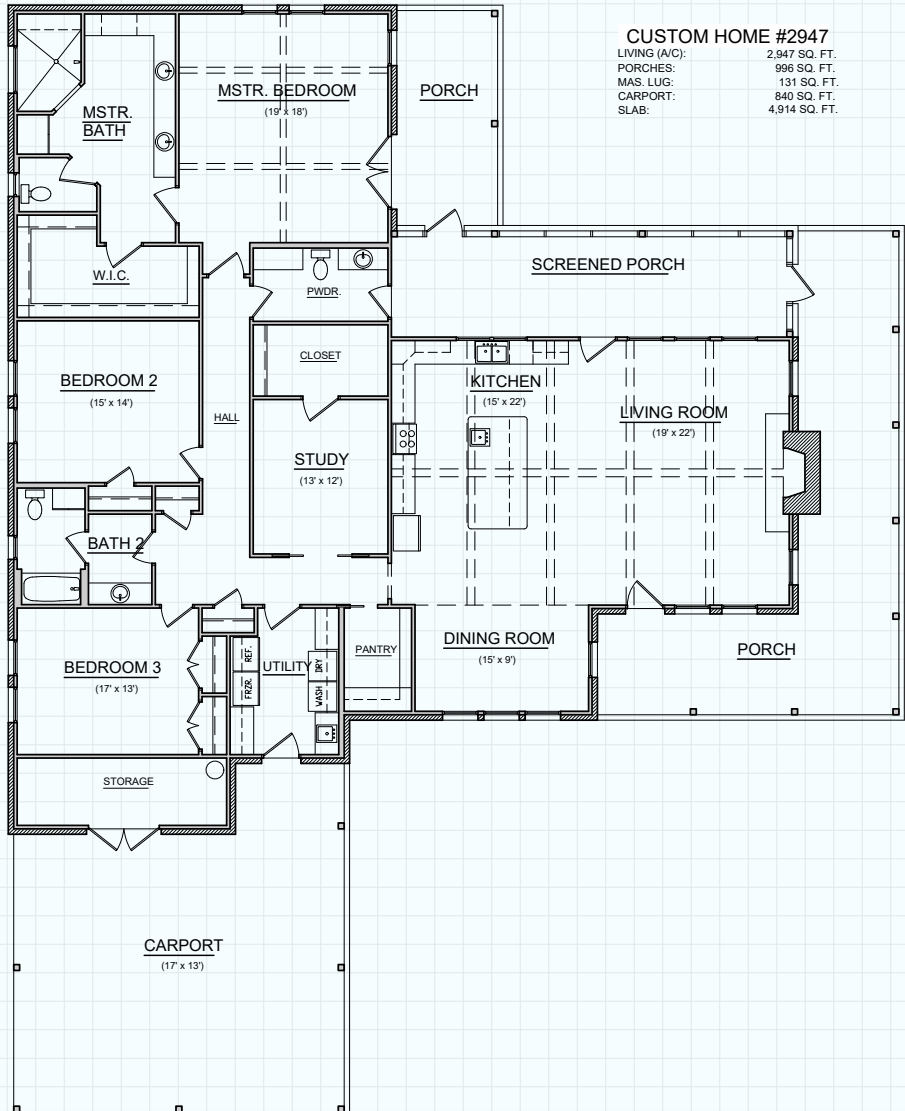 CUSTOM HOME #2947
LIVING (A/C): 2,947 SQ. FT.
PORCHES: 996 SQ. FT.
MAS. LUG: 131 SQ. FT.
CARPORT: 840 SQ. FT.
SLAB: 4,914 SQ. FT.
MSTR. BEDROOM
(19' x 18')
PORCH
MSTR.
BATH
SCREENED PORCH
W.I.C.
PWDR.
CLOSET
BEDROOM 2
(15' x 14')
KITCHEN
(15' x 22')
LIVING ROOM
(19' x 22')
HALL
STUDY
(13' x 12')
BATH 2
DINING ROOM
(15' x 9')
PORCH
PANTRY
BEDROOM 3
(17' x 13')
UTILITY
REF.
FRZR.
DRY
WASH
STORAGE
CARPORT
(17' x 13')